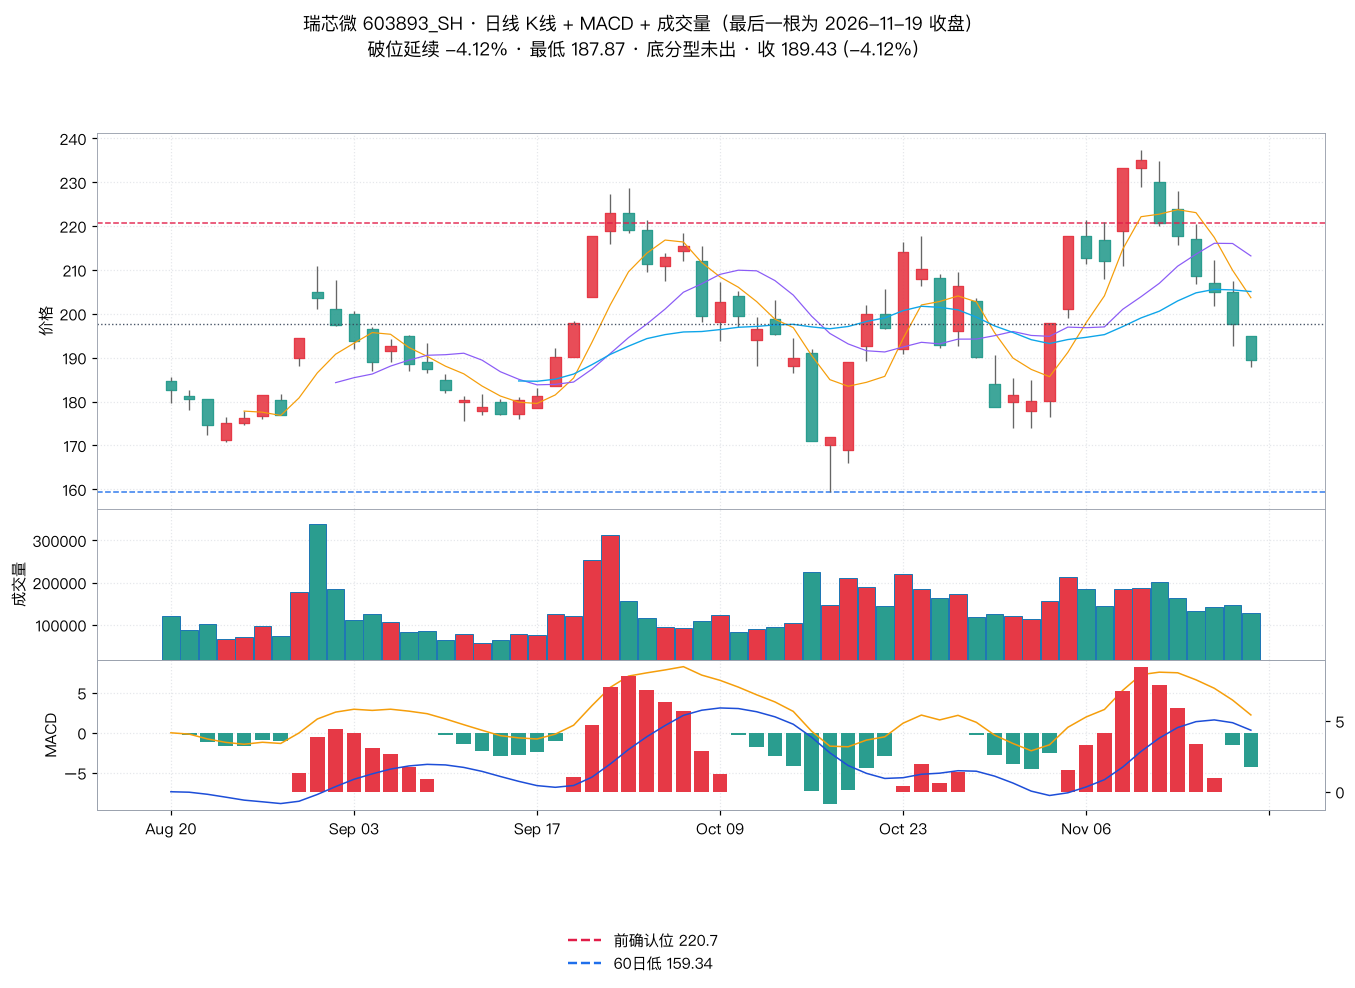 瑞芯微 603893_SH · 日线 K线 + MACD + 成交量（最后一根为 2026-11-19 收盘）
破位延续 -4.12% · 最低 187.87 · 底分型未出 · 收 189.43 (-4.12%)
240
230
220
210
200
190
180
170
160
价格
300000
200000
100000
成交量
5
0
-5
MACD
5
0
Aug 20
Sep 03
Sep 17
Oct 09
Oct 23
Nov 06
前确认位 220.7
60日低 159.34